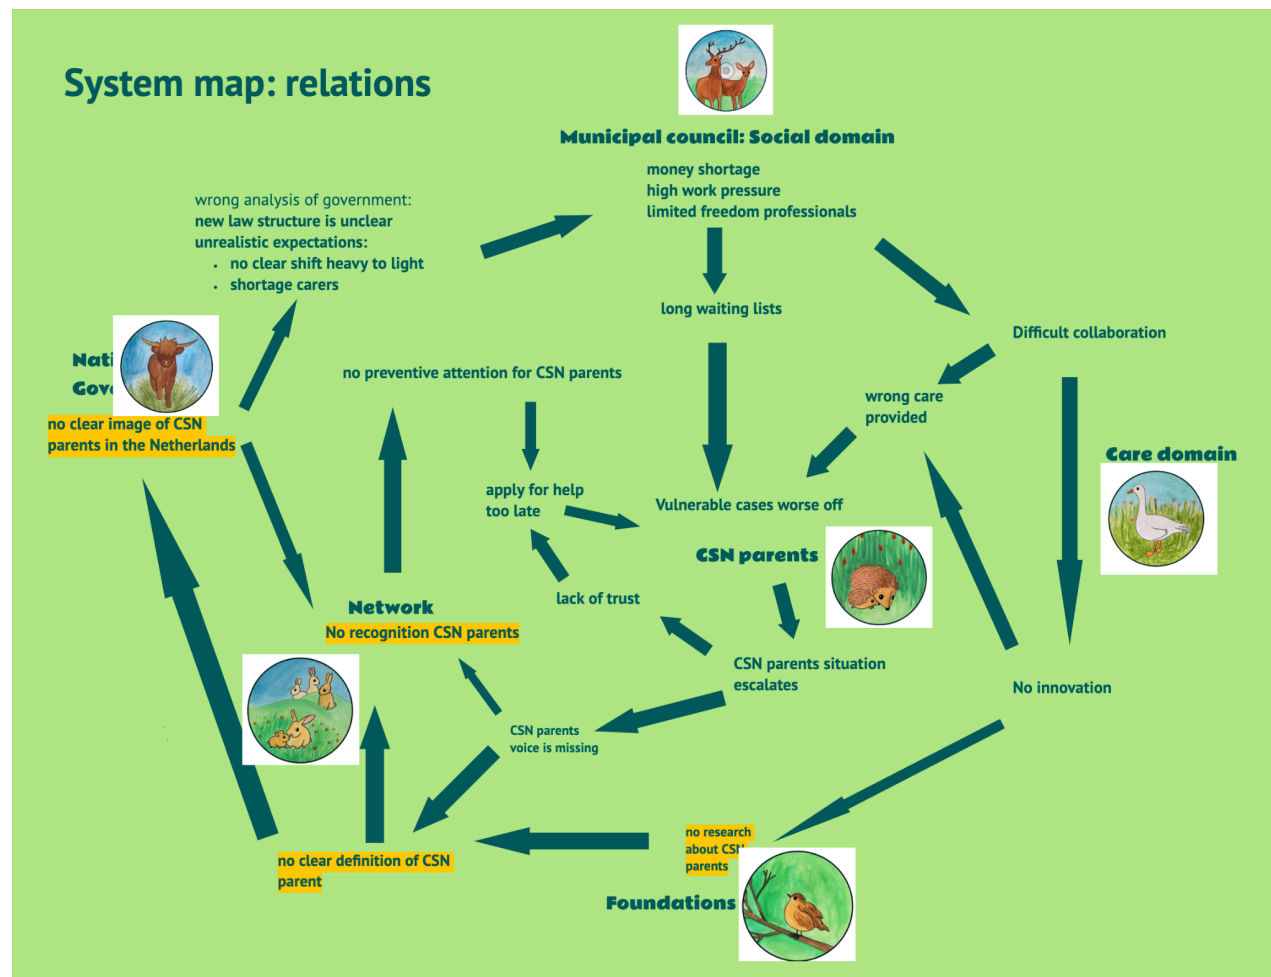 System map: relations
Municipal council: Social domain
money shortage
high work pressure
limited freedom professionals
wrong analysis of government:
new law structure is unclear
unrealistic expectations:
• no clear shift heavy to light
• shortage carers
long waiting lists
Difficult collaboration
no preventive attention for CSN parents
no clear image of CSN
parents in the Netherlands
wrong care
provided
Care domain
apply for help
too late
Vulnerable cases worse off
CSN parents
lack of trust
Network
No recognition CSN parents
CSN parents situation
escalates
No innovation
CSN parents
voice is missing
no clear definition of CSN
parent
no research
about CSN
parents
Foundations